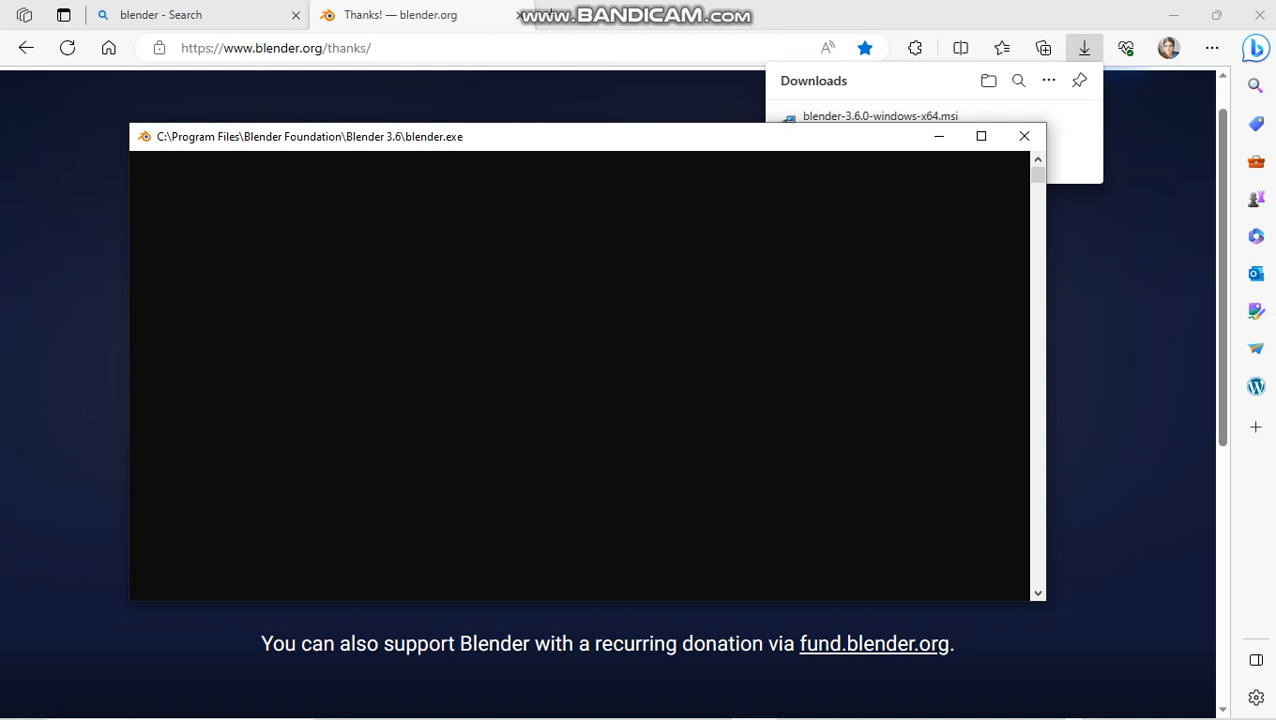 blender - Search
Thanks! — blender.org
www.BANDICAM.com
https://www.blender.org/thanks/
Downloads
blender-3.6.0-windows-x64.msi
C:\Program Files\Blender Foundation\Blender 3.6\blender.exe
You can also support Blender with a recurring donation via fund.blender.org.